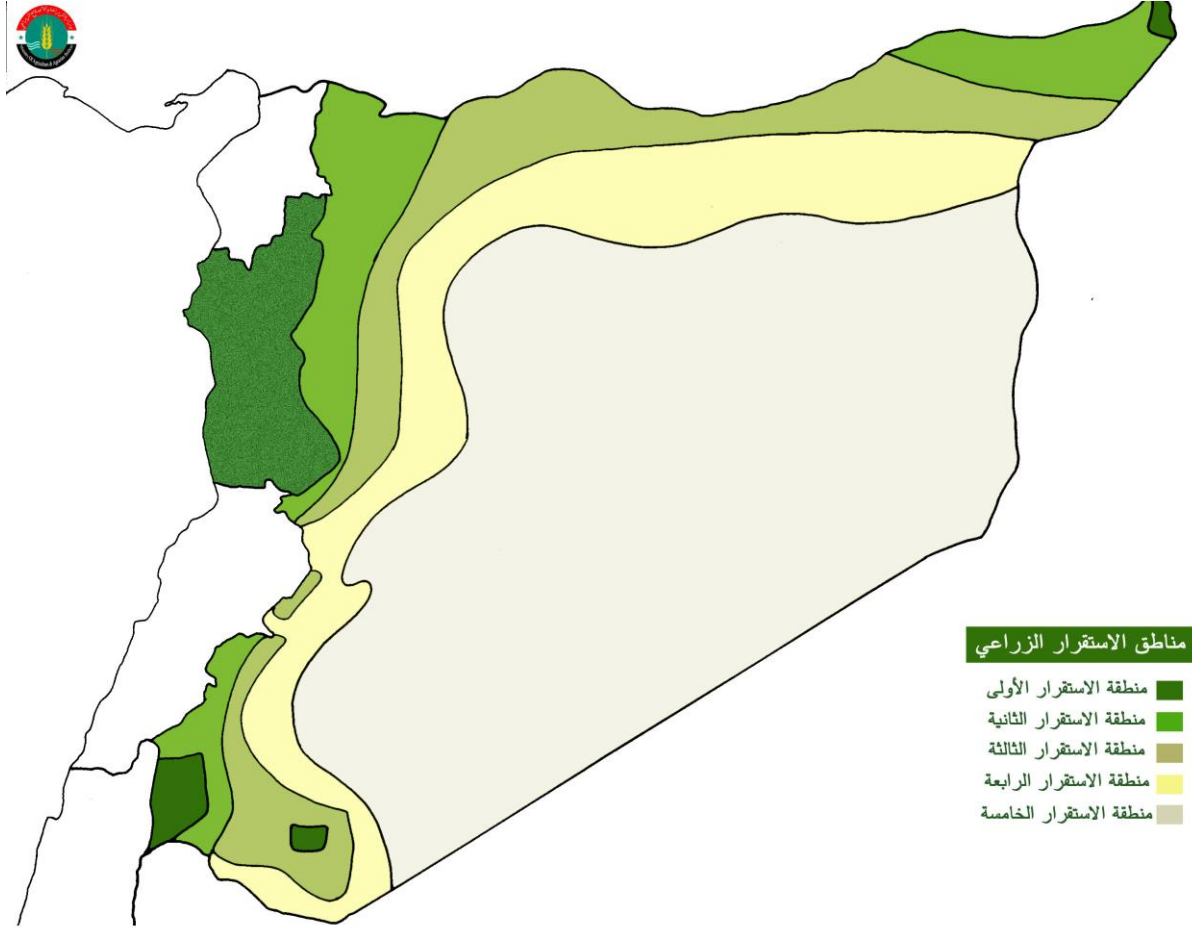 مناطق الاستقرار الزراعي
منطقة الاستقرار الأولى
منطقة الاستقرار الثانية
منطقة الاستقرار الثالثة
منطقة الاستقرار الرابعة
منطقة الاستقرار الخامسة